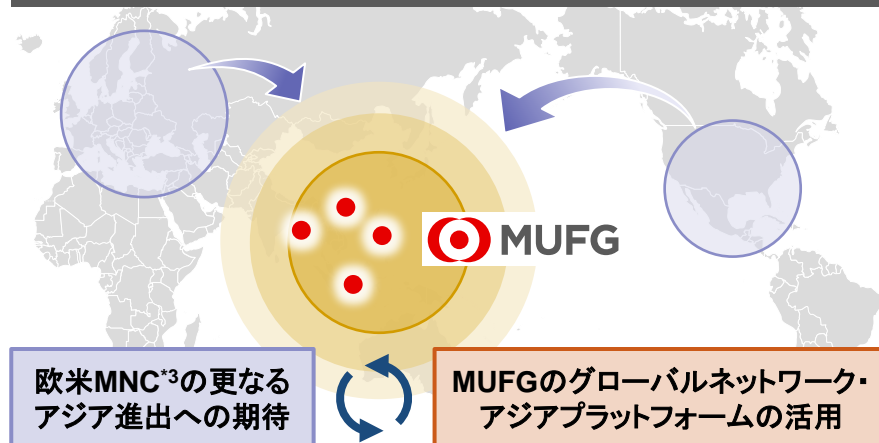 MUFG
欧米MNC*3の更なる
アジア進出への期待
MUFGのグローバルネットワーク・
アジアプラットフォームの活用